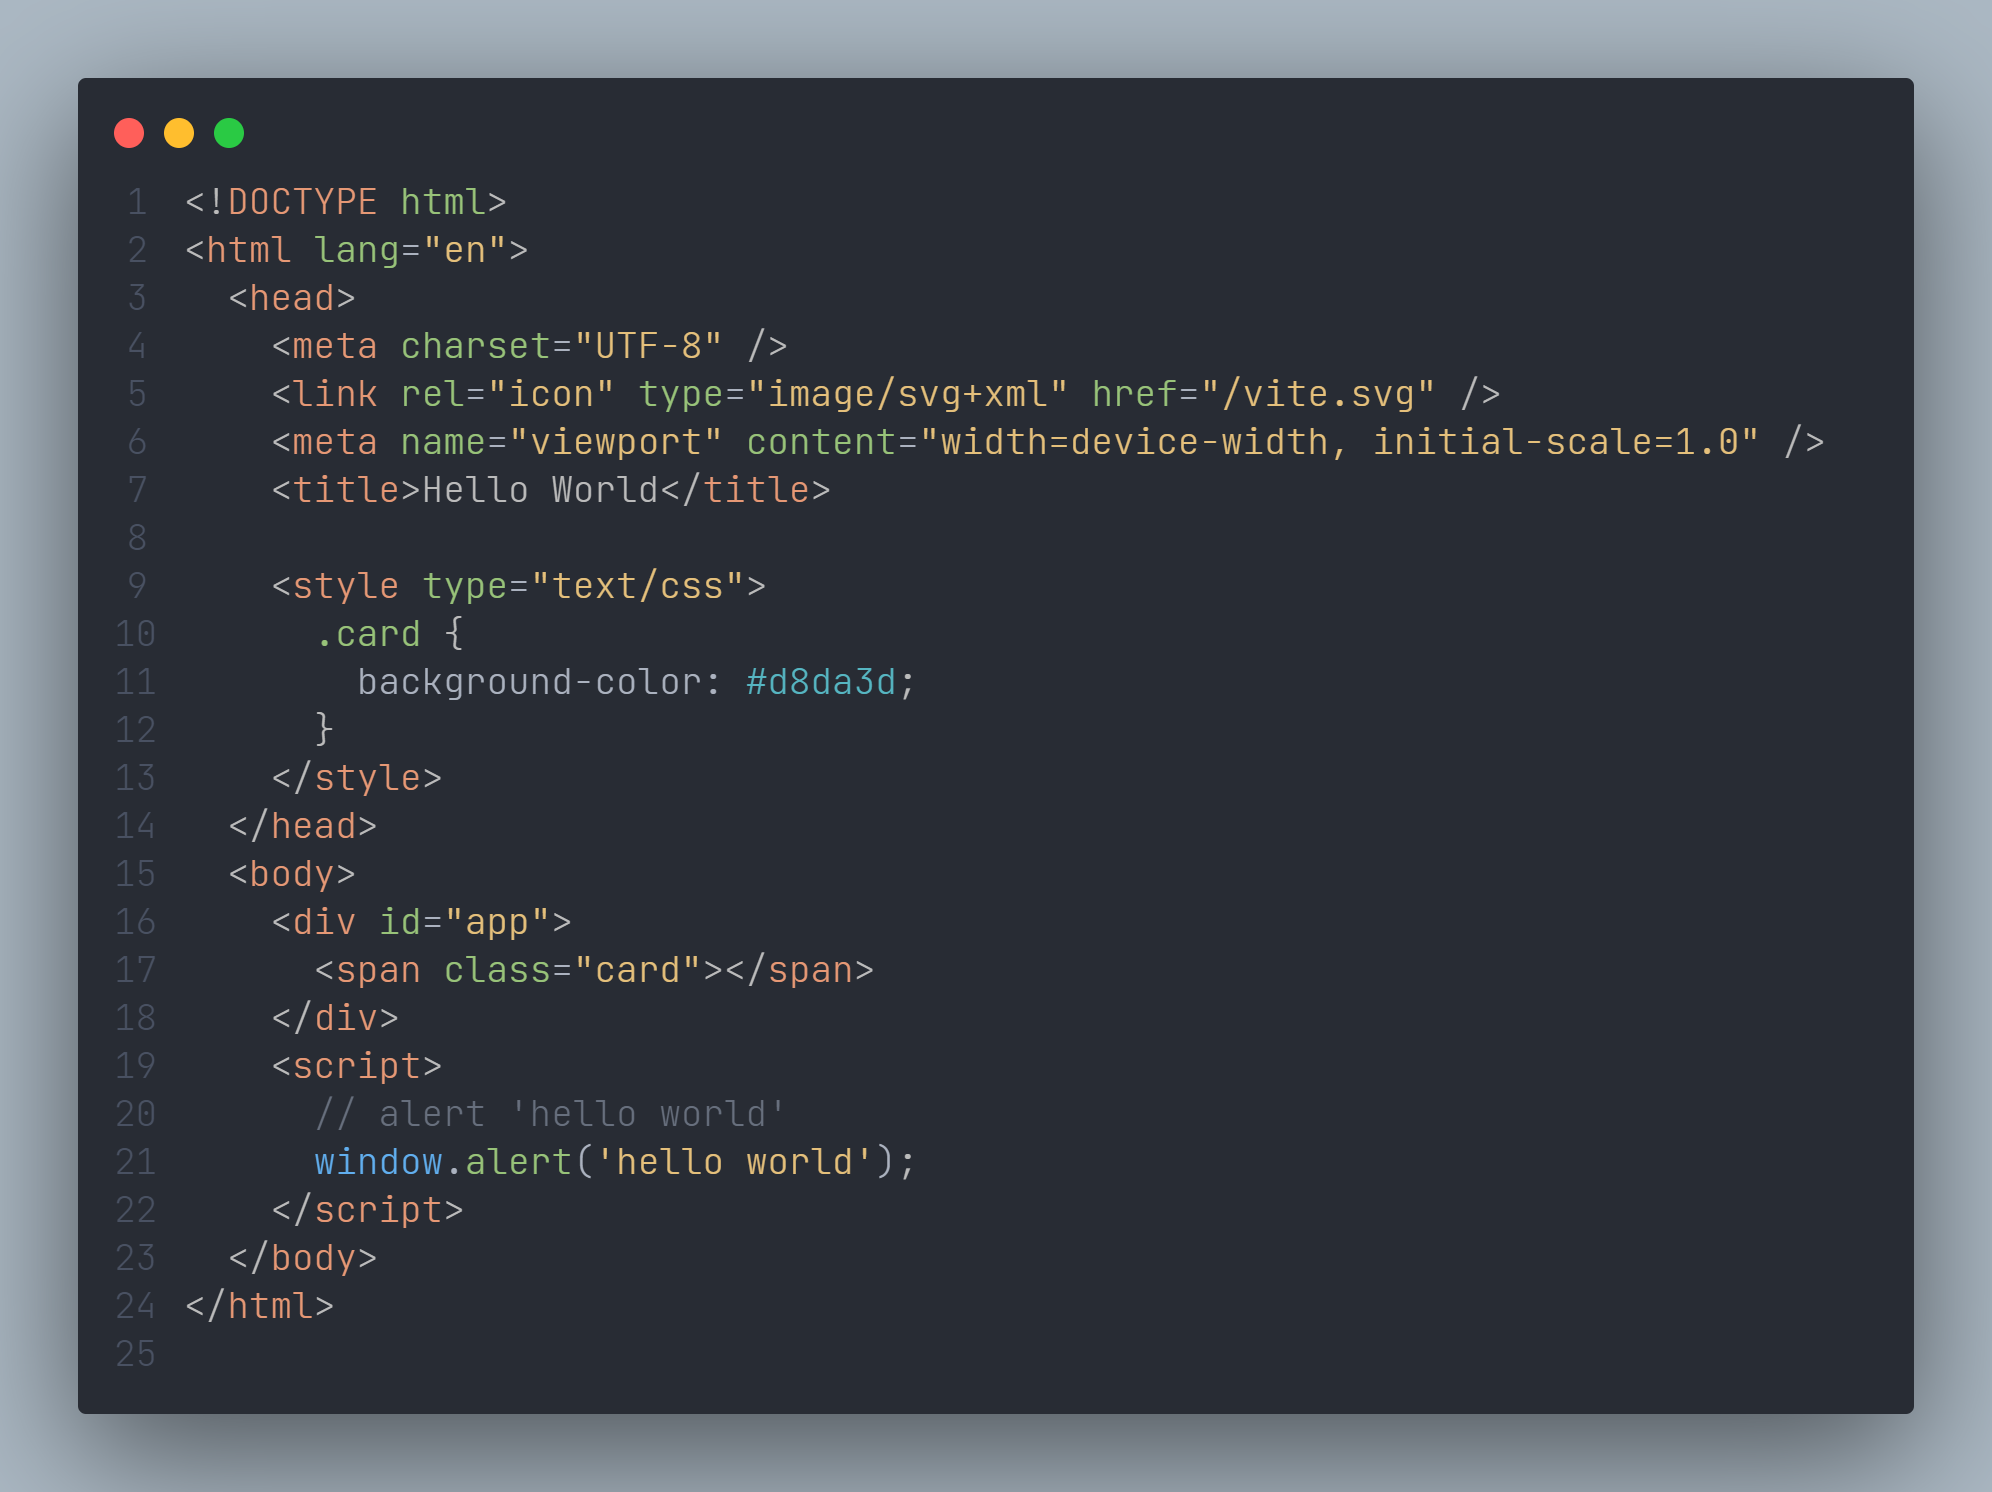 1 <!DOCTYPE html>
2 <html lang="en">
3   <head>
4     <meta charset="UTF-8" />
5     <link rel="icon" type="image/svg+xml" href="/vite.svg" />
6     <meta name="viewport" content="width=device-width, initial-scale=1.0" />
7     <title>Hello World</title>
8
9     <style type="text/css">
10       .card {
11         background-color: #d8da3d;
12       }
13     </style>
14   </head>
15   <body>
16     <div id="app">
17       <span class="card"></span>
18     </div>
19     <script>
20       // alert 'hello world'
21       window.alert('hello world');
22     </script>
23   </body>
24 </html>
25